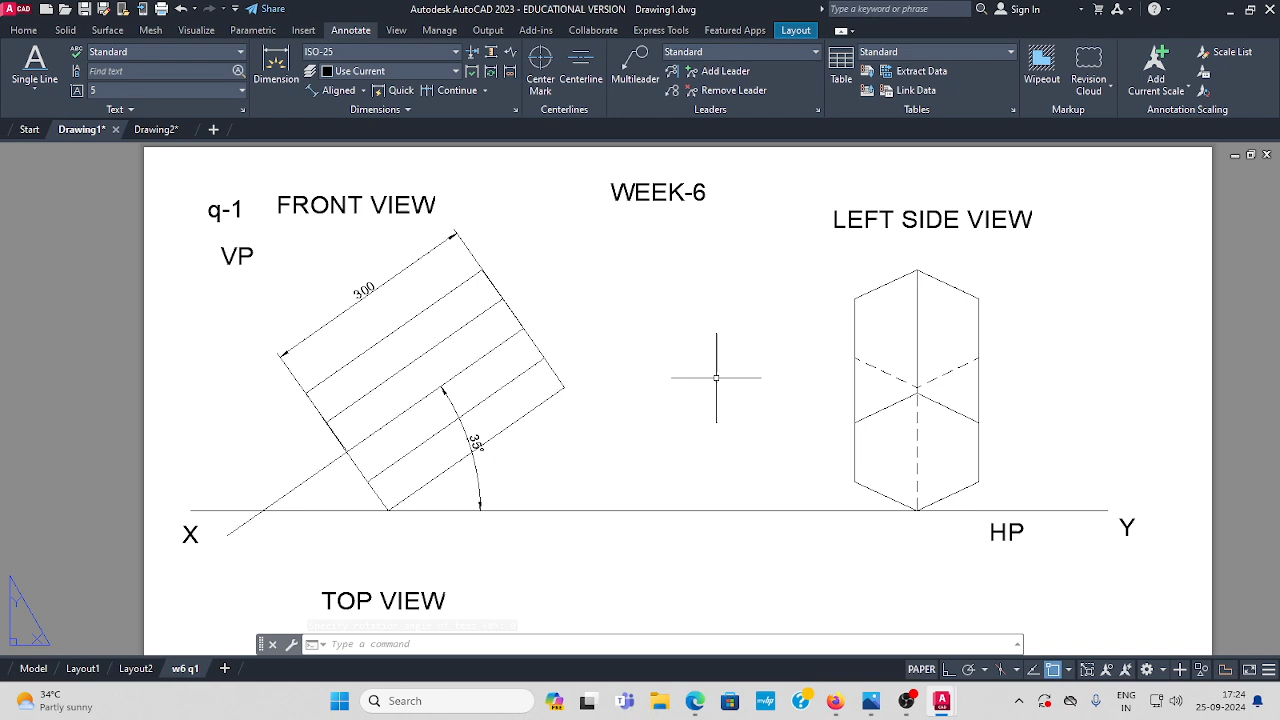 CAD
Share
Autodesk AutoCAD 2023 - EDUCATIONAL VERSION Drawing1.dwg
Type a keyword or phrase
Sign In
Home Insert Annotate Parametric View Manage Output Add-ins Collaborate Express Tools Featured Apps Layout
Solid Surface Mesh Visualize
Single Line
Standard
Find text
5
Text
Dimension
ISO-25
Use Current
Linear
Aligned Quick Continue
Dimensions
Center Mark
Centerline
Centerlines
Multileader
Standard
Add Leader
Remove Leader
Leaders
Table
Standard
Extract Data
Link Data
Tables
Wipeout
Revision Cloud
Markup
Add Current Scale
Scale List
Annotation Scaling
Start Drawing1* Drawing2*
WEEK-6
q-1 FRONT VIEW
LEFT SIDE VIEW
VP
300
35°
X
HP
Y
TOP VIEW
Type a command
Model Layout1 Layout2 w6 q1
PAPER
34°C
Partly sunny
Search
ENG
IN
17:24
25-09-2024